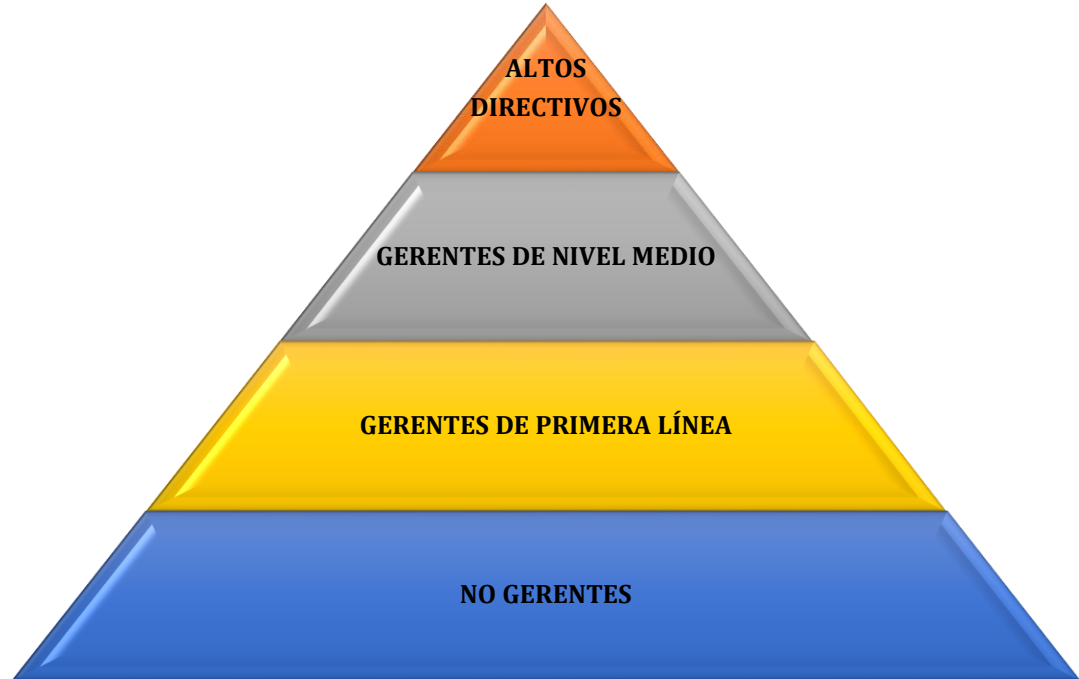 ALTOS
DIRECTIVOS
GERENTES DE NIVEL MEDIO
GERENTES DE PRIMERA LÍNEA
NO GERENTES